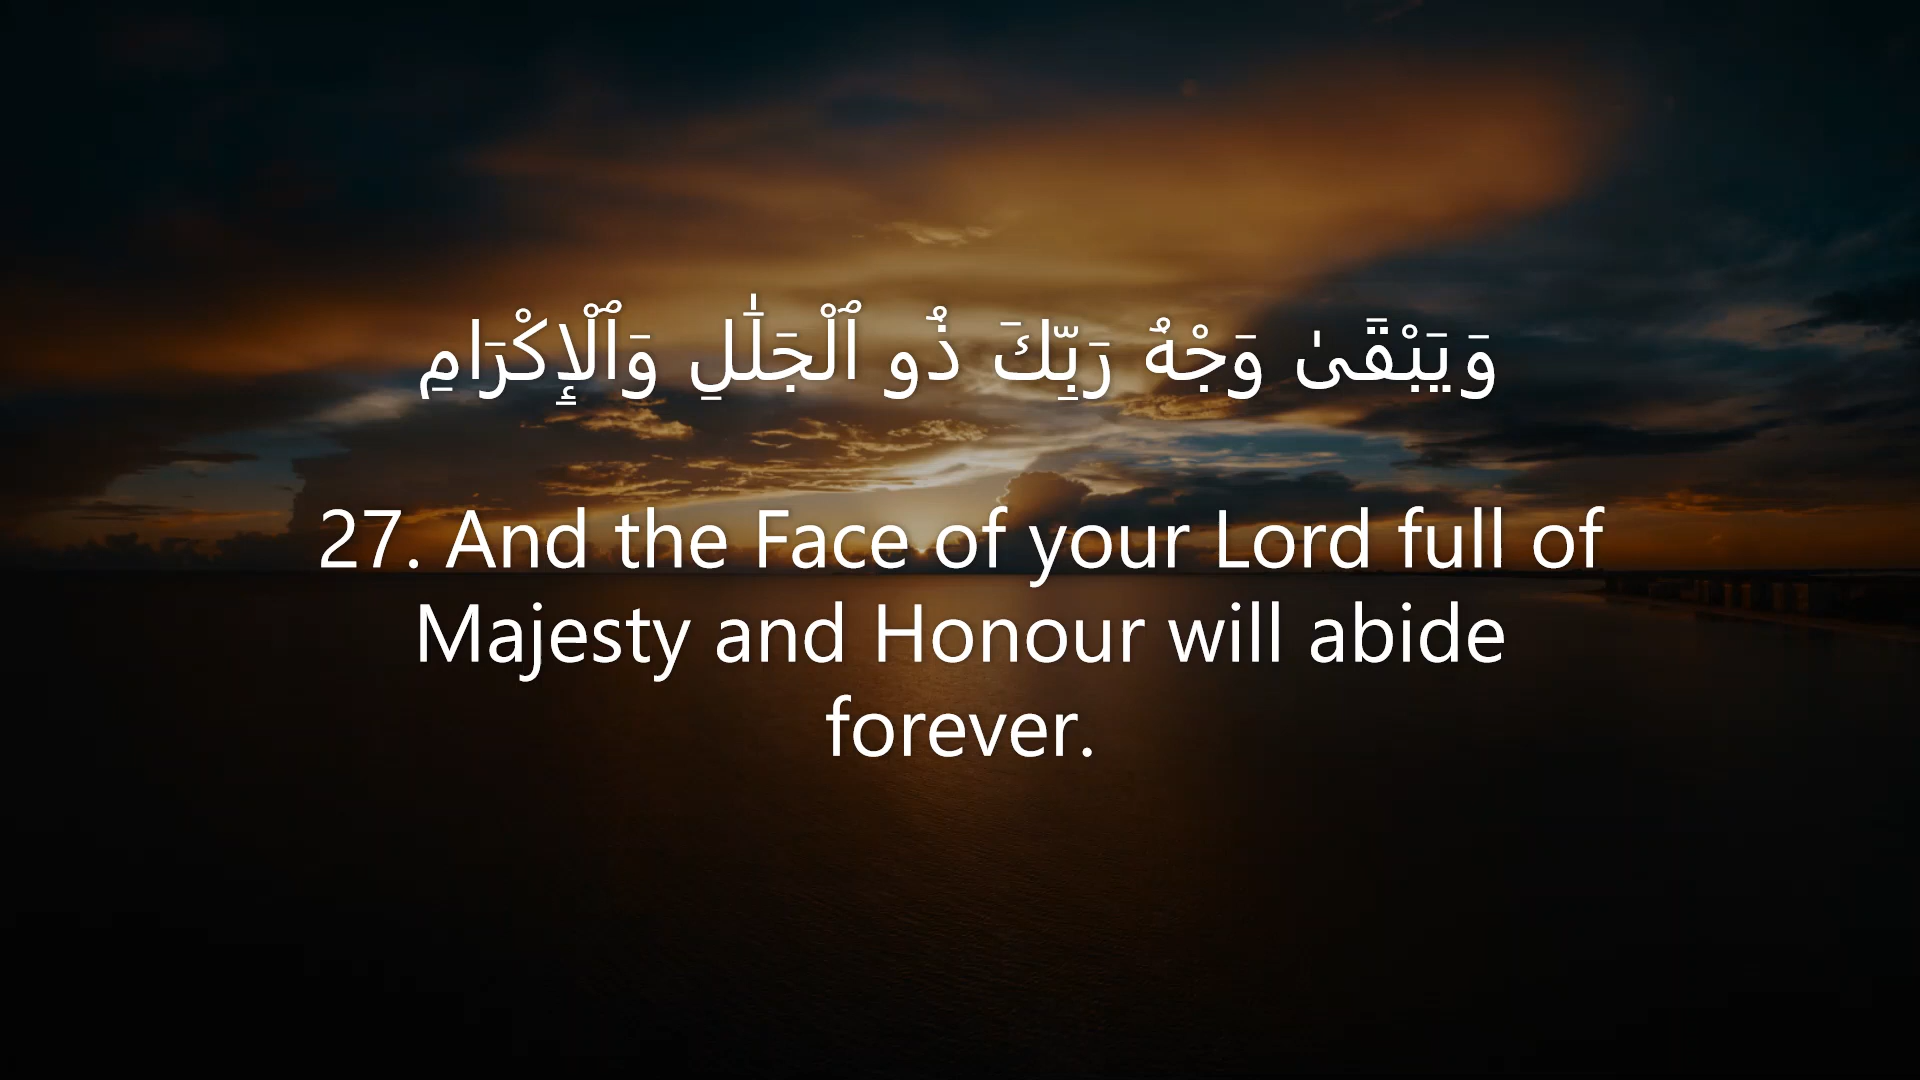 وَيَبْقَىٰ وَجْهُ رَبِّكَ ذُو ٱلْجَلَٰلِ وَٱلْإِكْرَامِ
27. And the Face of your Lord full of
Majesty and Honour will abide
forever.